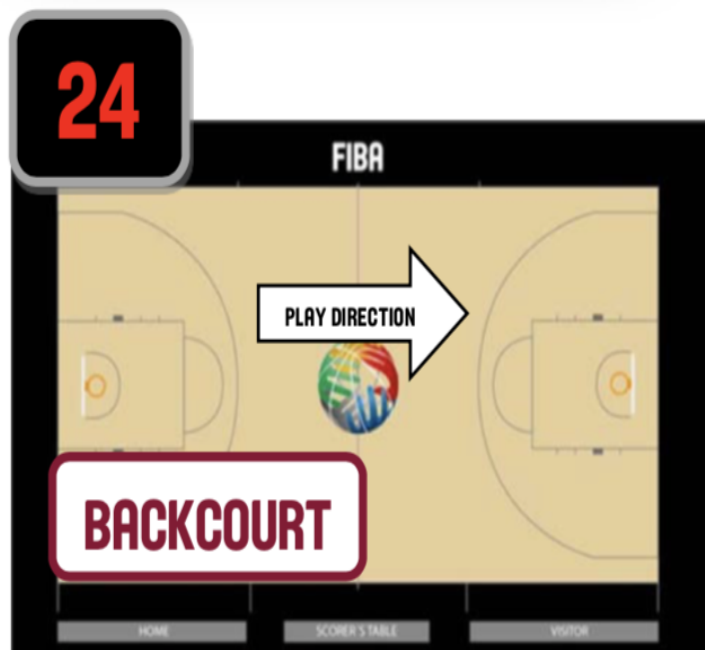 24
FIBA
PLAY DIRECTION
BACKCOURT
HOME
SCORER'S TABLE
VISITOR